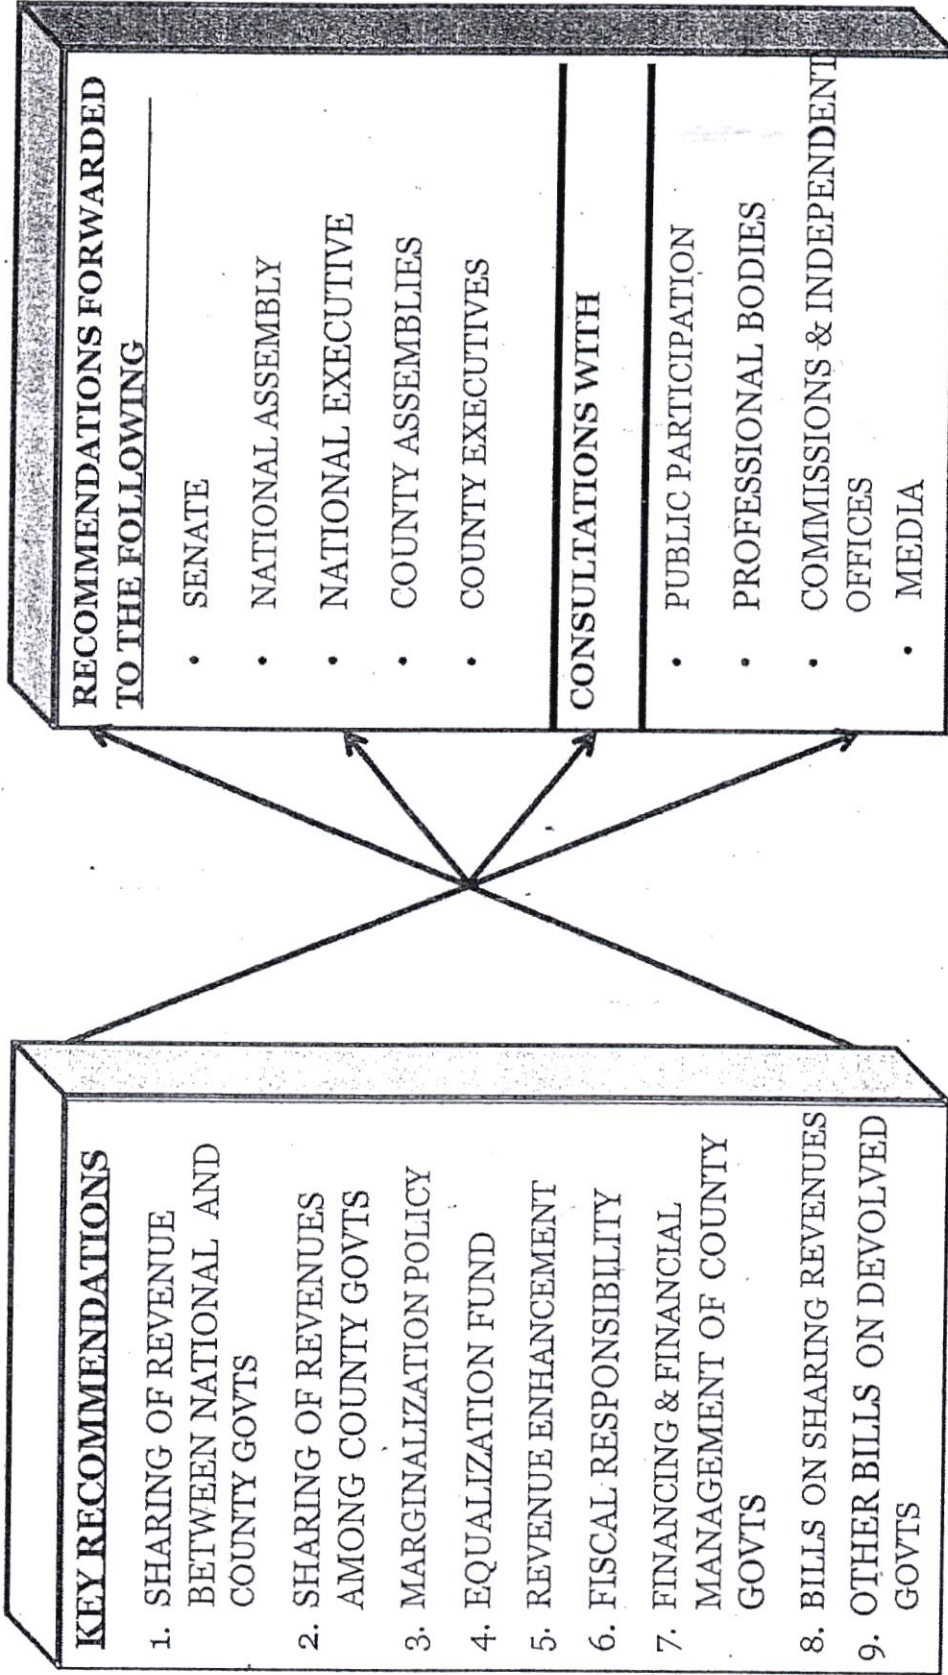 KEY RECOMMENDATIONS
1. SHARING OF REVENUE
BETWEEN NATIONAL AND
COUNTY GOVTS
2. SHARING OF REVENUES
AMONG COUNTY GOVTS
3. MARGINALIZATION POLICY
4. EQUALIZATION FUND
5. REVENUE ENHANCEMENT
6. FISCAL RESPONSIBILITY
7. FINANCING & FINANCIAL
MANAGEMENT OF COUNTY
GOVTS
8. BILLS ON SHARING REVENUES
9. OTHER BILLS ON DEVOLVED
GOVTS
RECOMMENDATIONS FORWARDED
TO THE FOLLOWING
• SENATE
• NATIONAL ASSEMBLY
• NATIONAL EXECUTIVE
• COUNTY ASSEMBLIES
• COUNTY EXECUTIVES
CONSULTATIONS WITH
• PUBLIC PARTICIPATION
• PROFESSIONAL BODIES
• COMMISSIONS & INDEPENDENT
OFFICES
• MEDIA